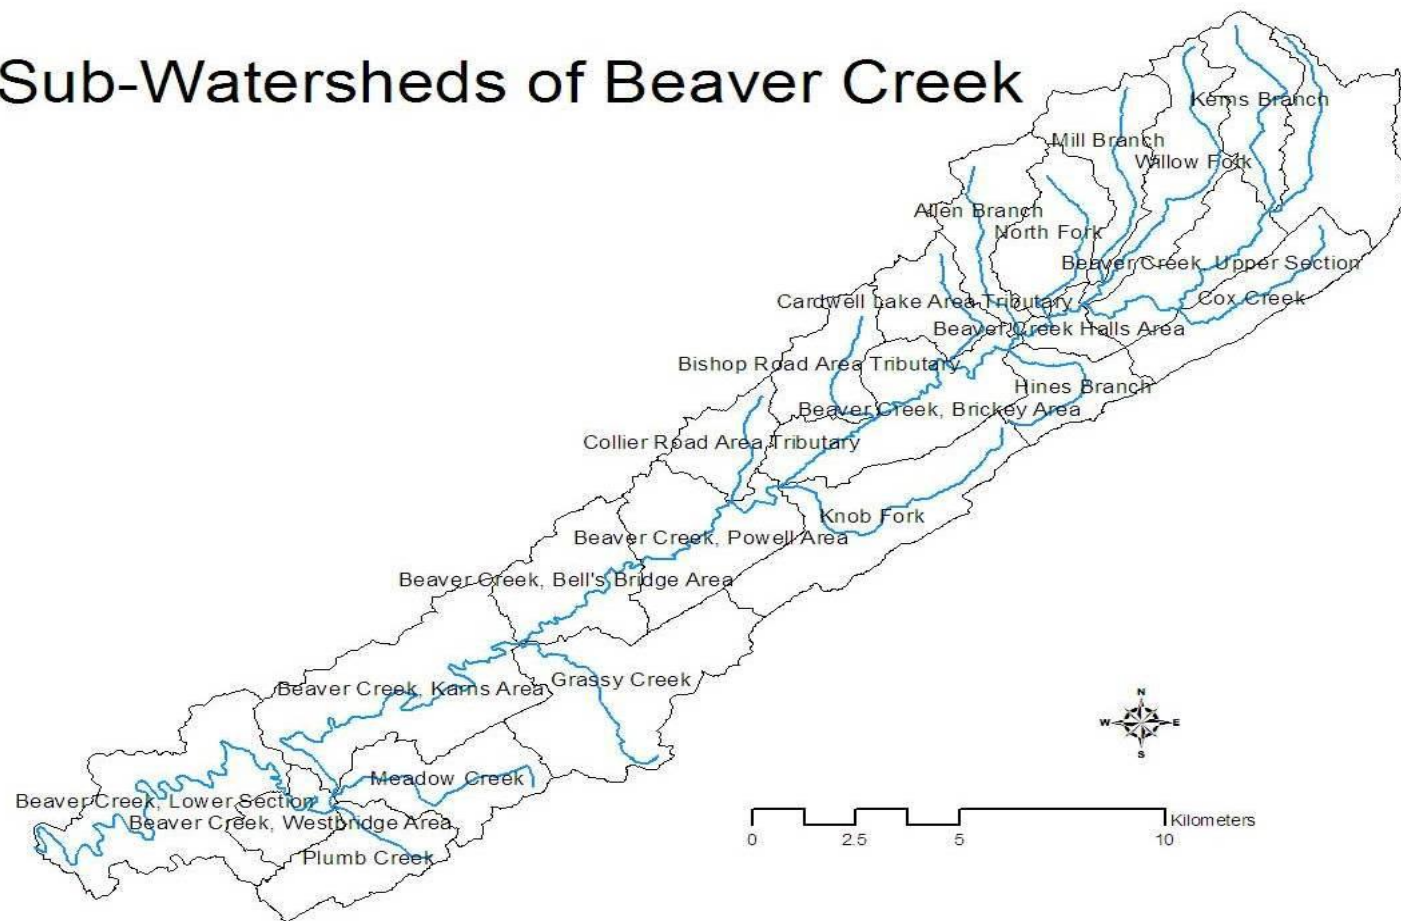 Sub-Watersheds of Beaver Creek
Kerns Branch
Mill Branch
Willow Fork
Allen Branch
North Fork
Beaver Creek, Upper Section
Cardwell Lake Area Tributary
Cox Creek
Beaver Creek Halls Area
Bishop Road Area Tributary
Hines Branch
Beaver Creek, Brickey Area
Collier Road Area Tributary
Knob Fork
Beaver Creek, Powell Area
Beaver Creek, Bell's Bridge Area
Grassy Creek
Beaver Creek, Karns Area
Meadow Creek
Beaver Creek, Lower Section
Beaver Creek, Westbridge Area
Plumb Creek
N
W E
S
Kilometers
0 2.5 5 10